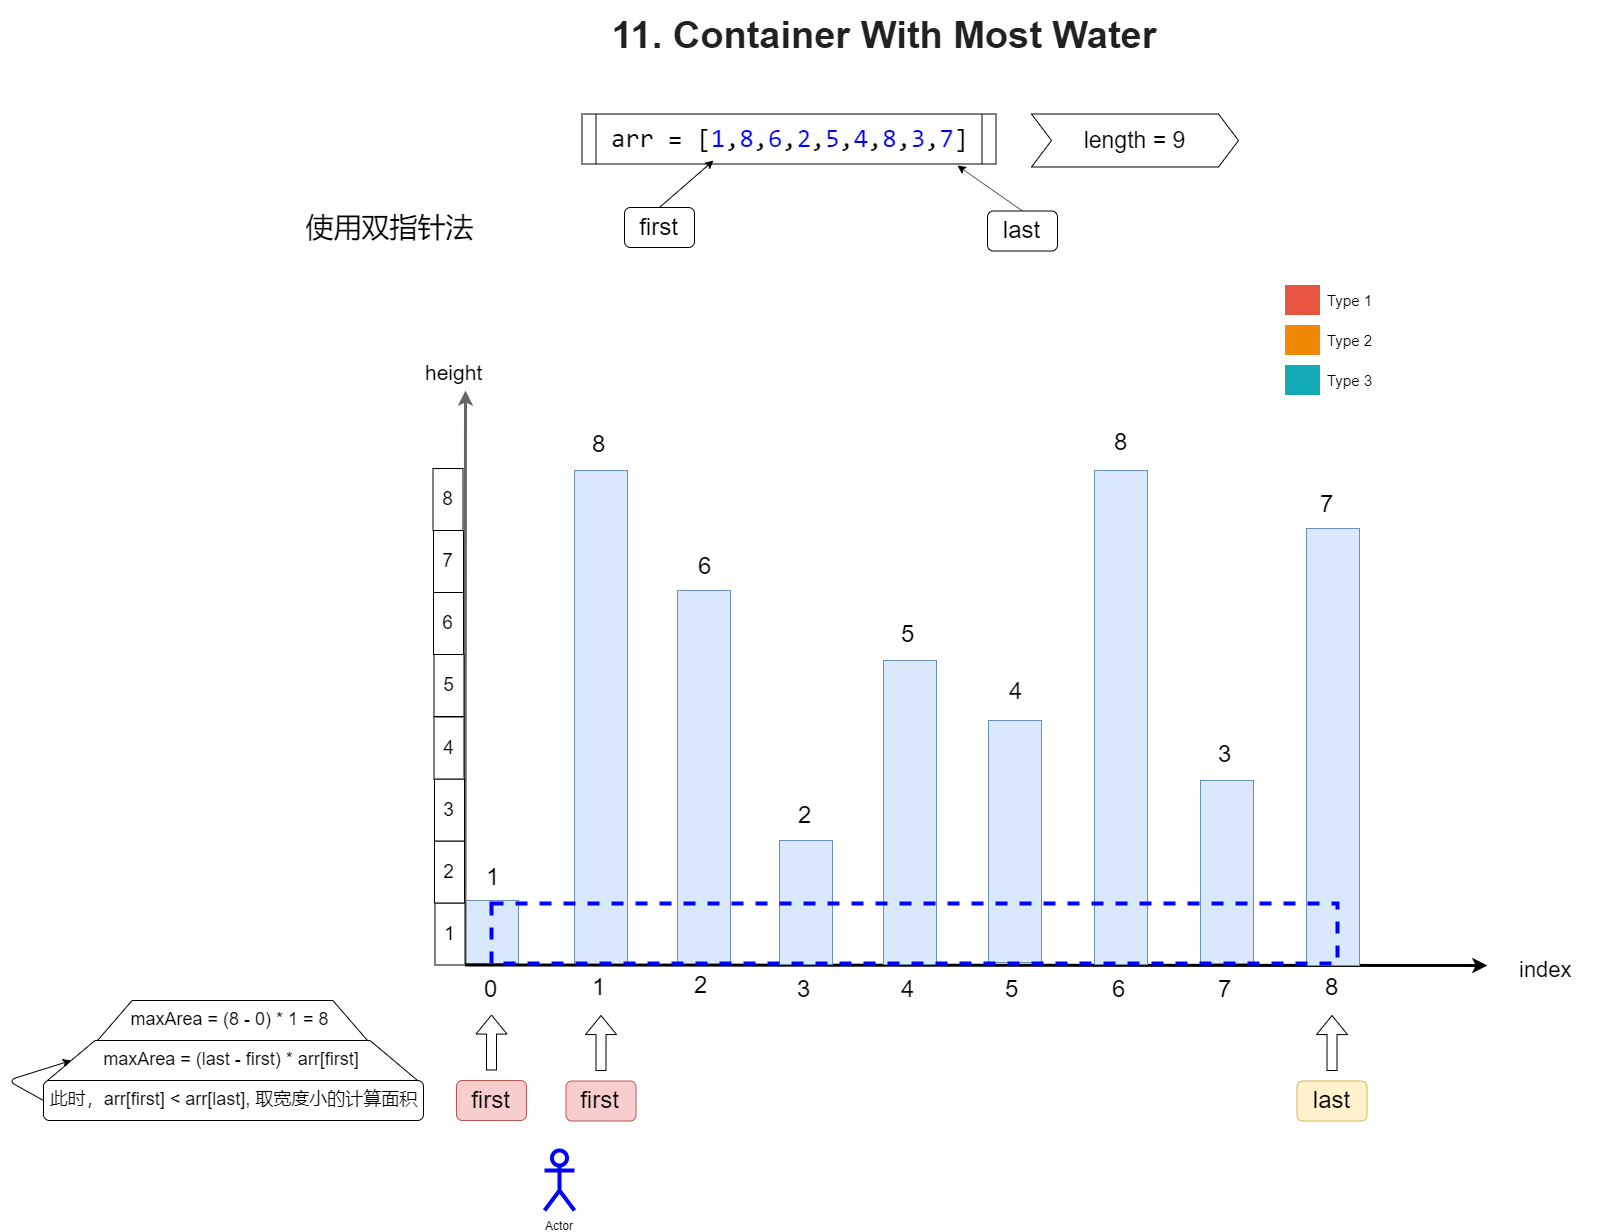 11. Container With Most Water
arr = [1,8,6,2,5,4,8,3,7]
length = 9
使用双指针法
first
last
Type 1
Type 2
Type 3
height
8
8
7
6
5
4
2
3
1
8
7
6
5
4
3
2
1
index
0
1
2
3
4
5
6
7
8
maxArea = (8 - 0) * 1 = 8
maxArea = (last - first) * arr[first]
此时，arr[first] < arr[last], 取宽度小的计算面积
first
first
last
Actor